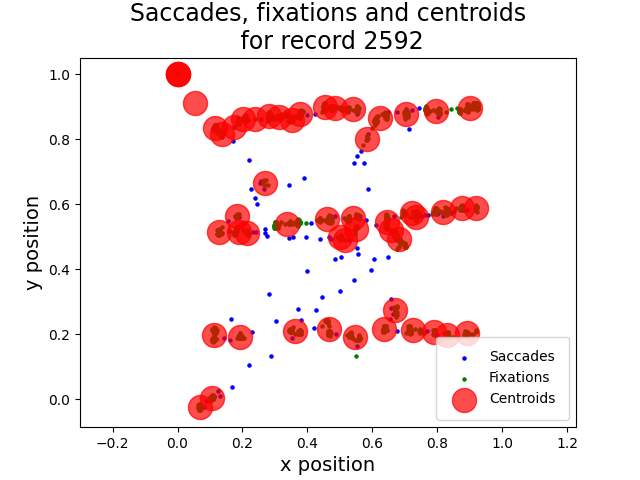 Saccades, fixations and centroids
for record 2592
1.0
0.8
0.6
0.4
0.2
0.0
y position
−0.2
0.0
0.2
0.4
0.6
0.8
1.0
1.2
x position
Saccades
Fixations
Centroids